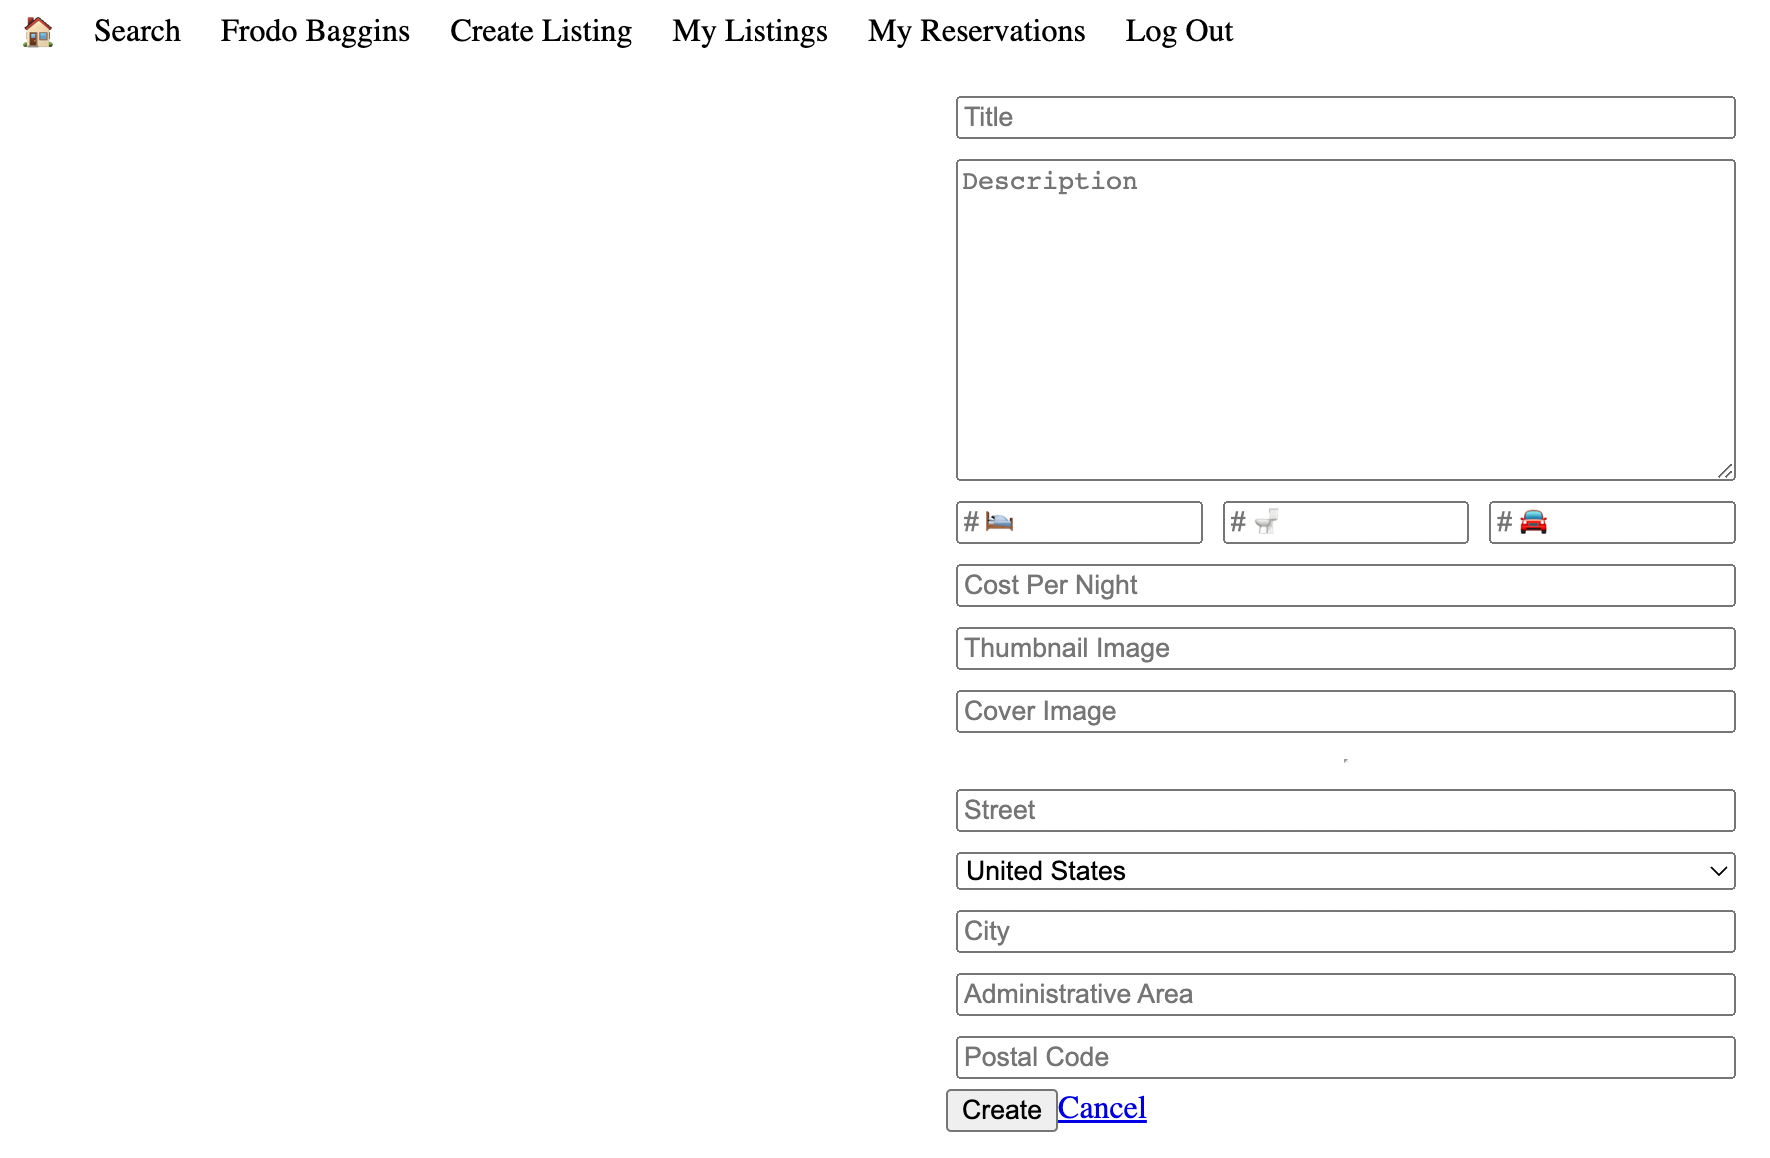 Search Frodo Baggins Create Listing My Listings My Reservations Log Out
Title
Description
# # #
Cost Per Night
Thumbnail Image
Cover Image
Street
United States
City
Administrative Area
Postal Code
Create Cancel